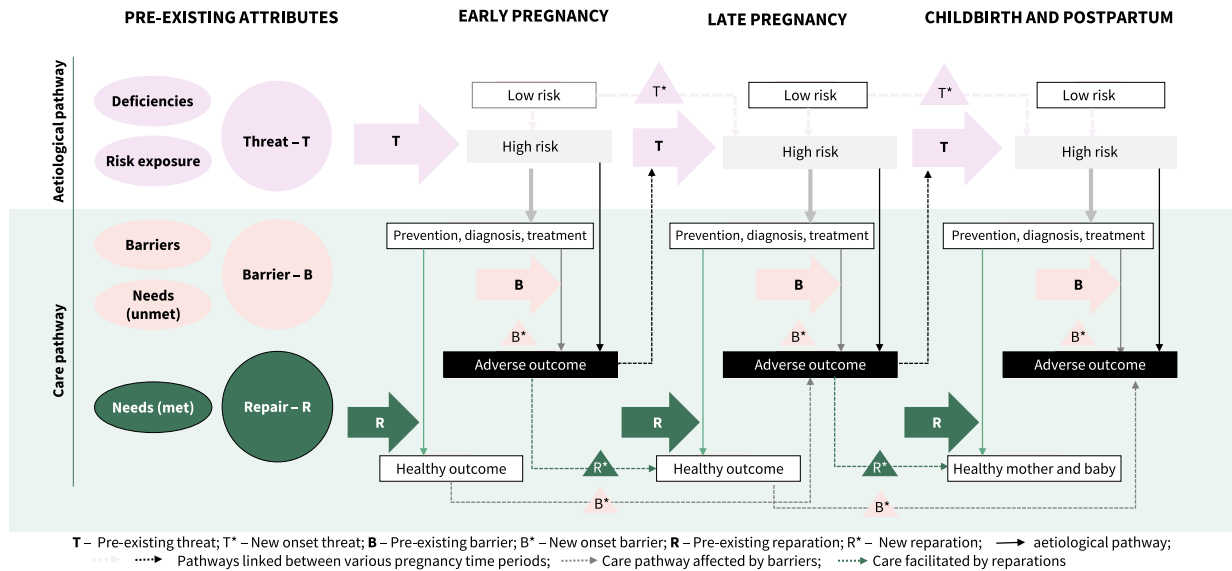 PRE-EXISTING ATTRIBUTES
EARLY PREGNANCY
LATE PREGNANCY
CHILDBIRTH AND POSTPARTUM
Aetiological pathway
Deficiencies
Risk exposure
Threat – T
T
Low risk
High risk
T*
T
Low risk
High risk
T*
T
Low risk
High risk
Care pathway
Barriers
Needs
(unmet)
Barrier – B
Needs (met)
Repair – R
Prevention, diagnosis, treatment
B
B*
Adverse outcome
R
Healthy outcome
R*
B*
Prevention, diagnosis, treatment
B
B*
Adverse outcome
R
Healthy outcome
R*
B*
Prevention, diagnosis, treatment
B
B*
Adverse outcome
R
Healthy mother and baby
T – Pre-existing threat; T* – New onset threat; B – Pre-existing barrier; B* – New onset barrier; R – Pre-existing reparation; R* – New reparation; aetiological pathway;
Pathways linked between various pregnancy time periods; Care pathway affected by barriers; Care facilitated by reparations